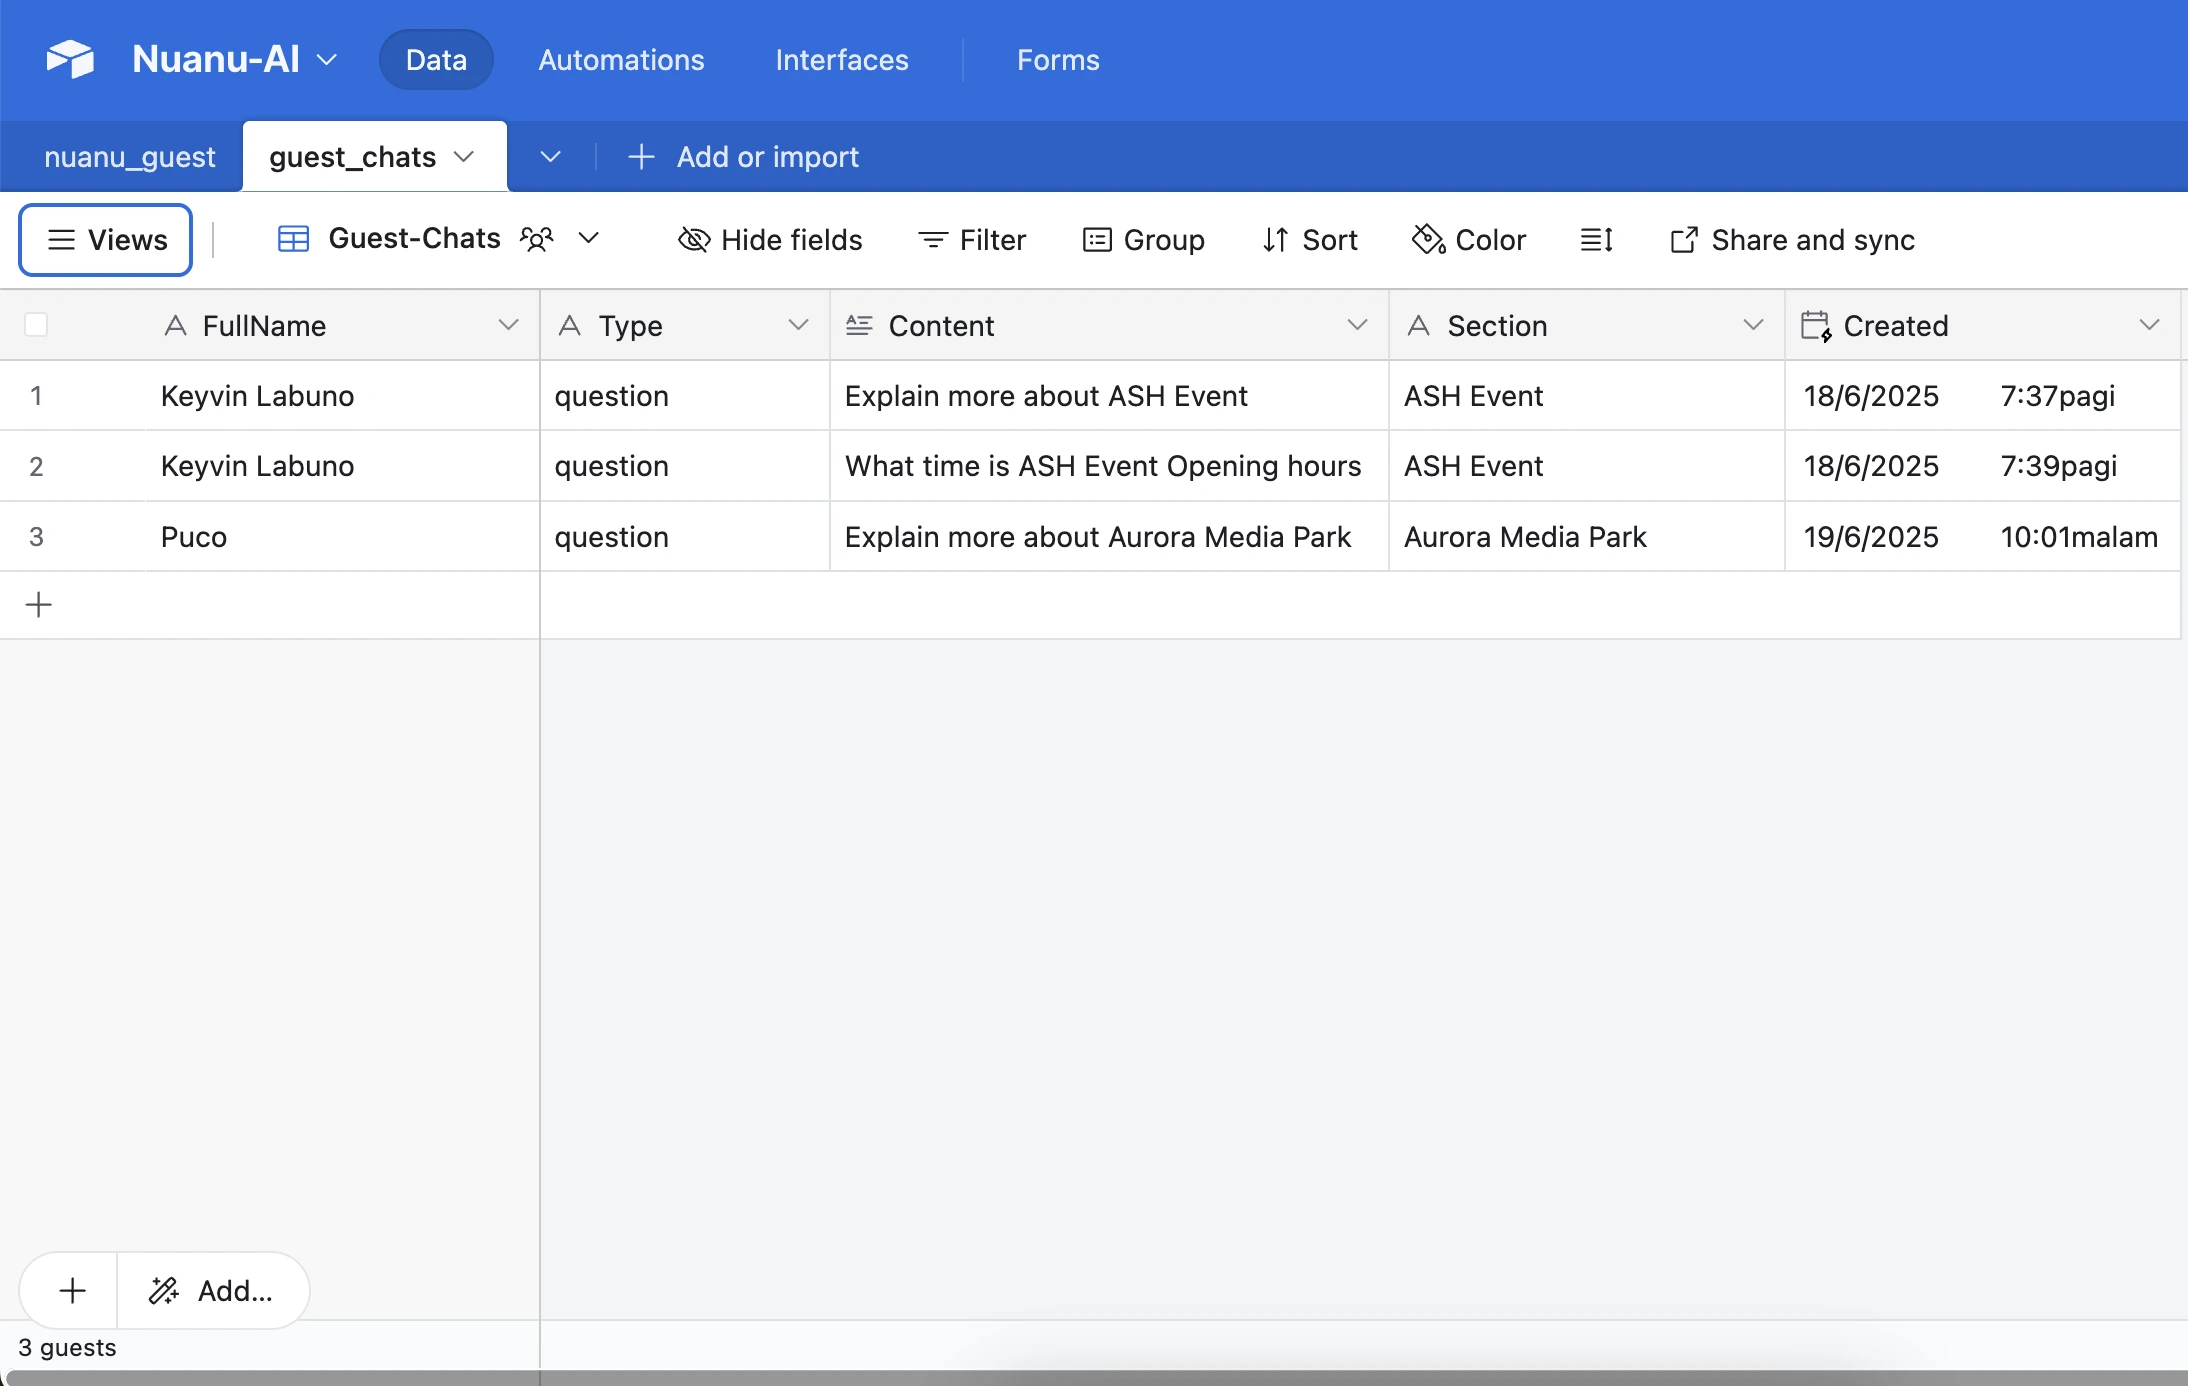 Nuanu-AI Data Automations Interfaces Forms
nuanu_guest guest_chats Add or import
Views Guest-Chats Hide fields Filter Group Sort Color Share and sync
FullName Type Content Section Created
1 Keyvin Labuno question Explain more about ASH Event ASH Event 18/6/2025 7:37pagi
2 Keyvin Labuno question What time is ASH Event Opening hours ASH Event 18/6/2025 7:39pagi
3 Puco question Explain more about Aurora Media Park Aurora Media Park 19/6/2025 10:01malam
Add...
3 guests